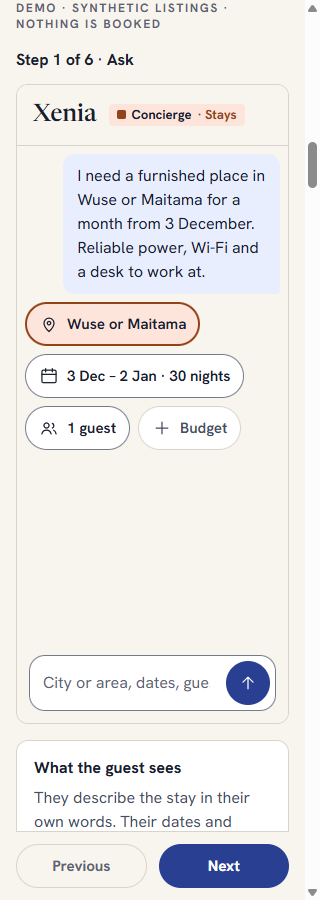 DEMO · SYNTHETIC LISTINGS ·
NOTHING IS BOOKED
Step 1 of 6 · Ask
Xenia Concierge · Stays
I need a furnished place in
Wuse or Maitama for a
month from 3 December.
Reliable power, Wi-Fi and
a desk to work at.
Wuse or Maitama
3 Dec – 2 Jan · 30 nights
1 guest Budget
City or area, dates, gue
What the guest sees
They describe the stay in their
own words. Their dates and
Previous Next